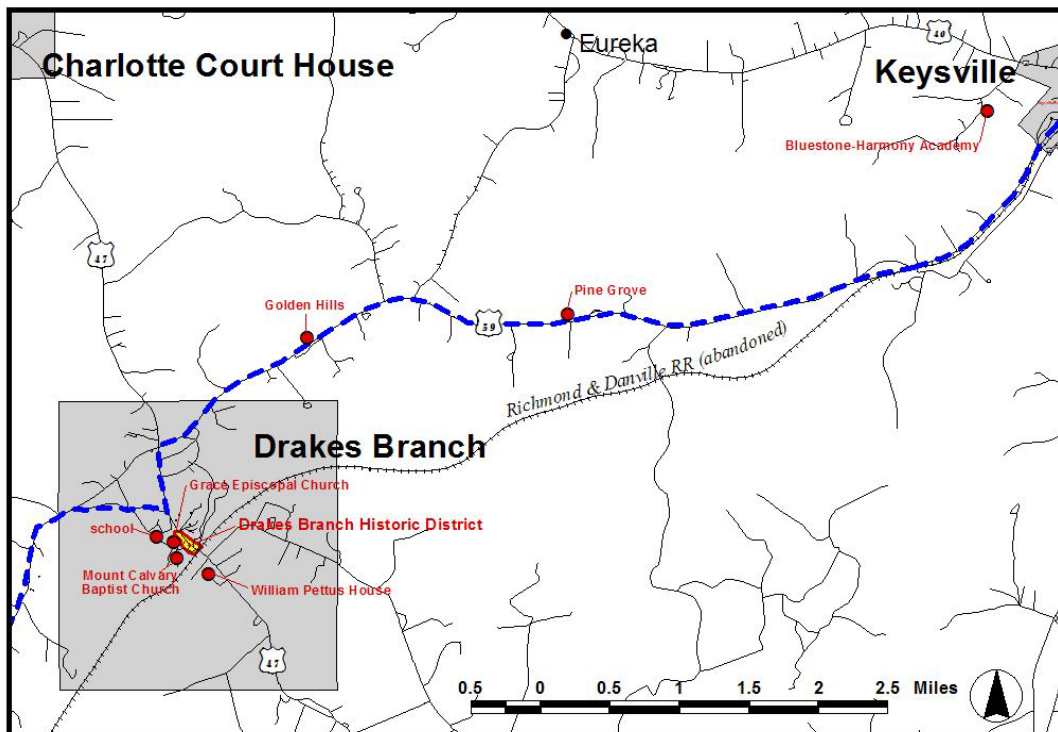 Eureka
40
Charlotte Court House
Keysville
Bluestone-Harmony Academy
47
Golden Hills
Pine Grove
59
Richmond & Danville RR (abandoned)
Drakes Branch
Grace Episcopal Church
school
Drakes Branch Historic District
Mount Calvary
Baptist Church
William Pettus House
47
0.5 0 0.5 1 1.5 2 2.5 Miles